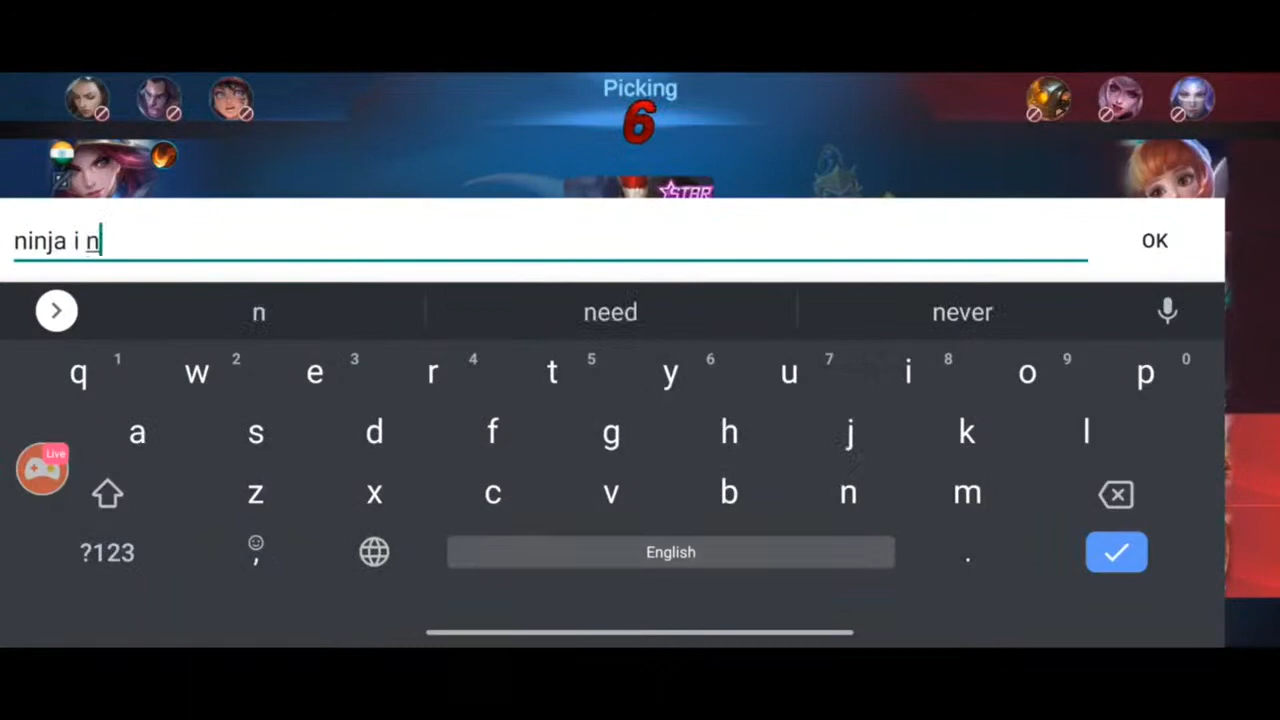 Picking
6
STAR
ninja i n
OK
n need never
q 1 w 2 e 3 r 4 t 5 y 6 u 7 i 8 o 9 p 0
a s d f g h j k l
Live
z x c v b n m
?123 , English .